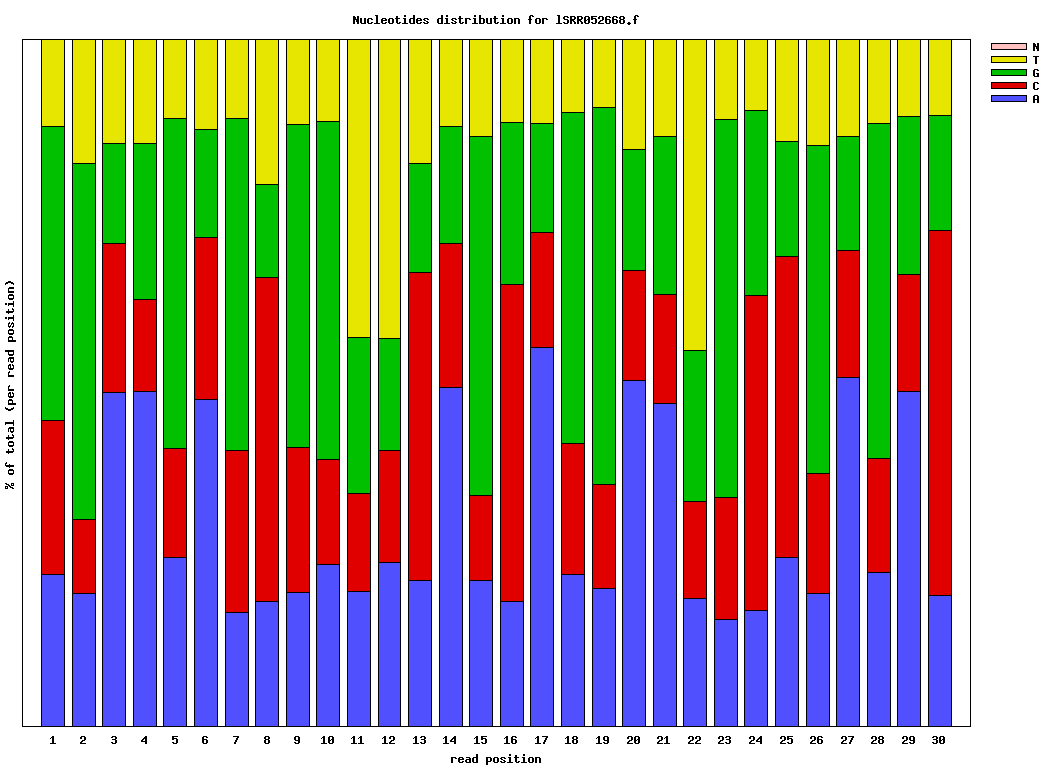 Nucleotides distribution for lSRR052668.f
N
T
G
C
A
% of total (per read position)
1 2 3 4 5 6 7 8 9 10 11 12 13 14 15 16 17 18 19 20 21 22 23 24 25 26 27 28 29 30
read position